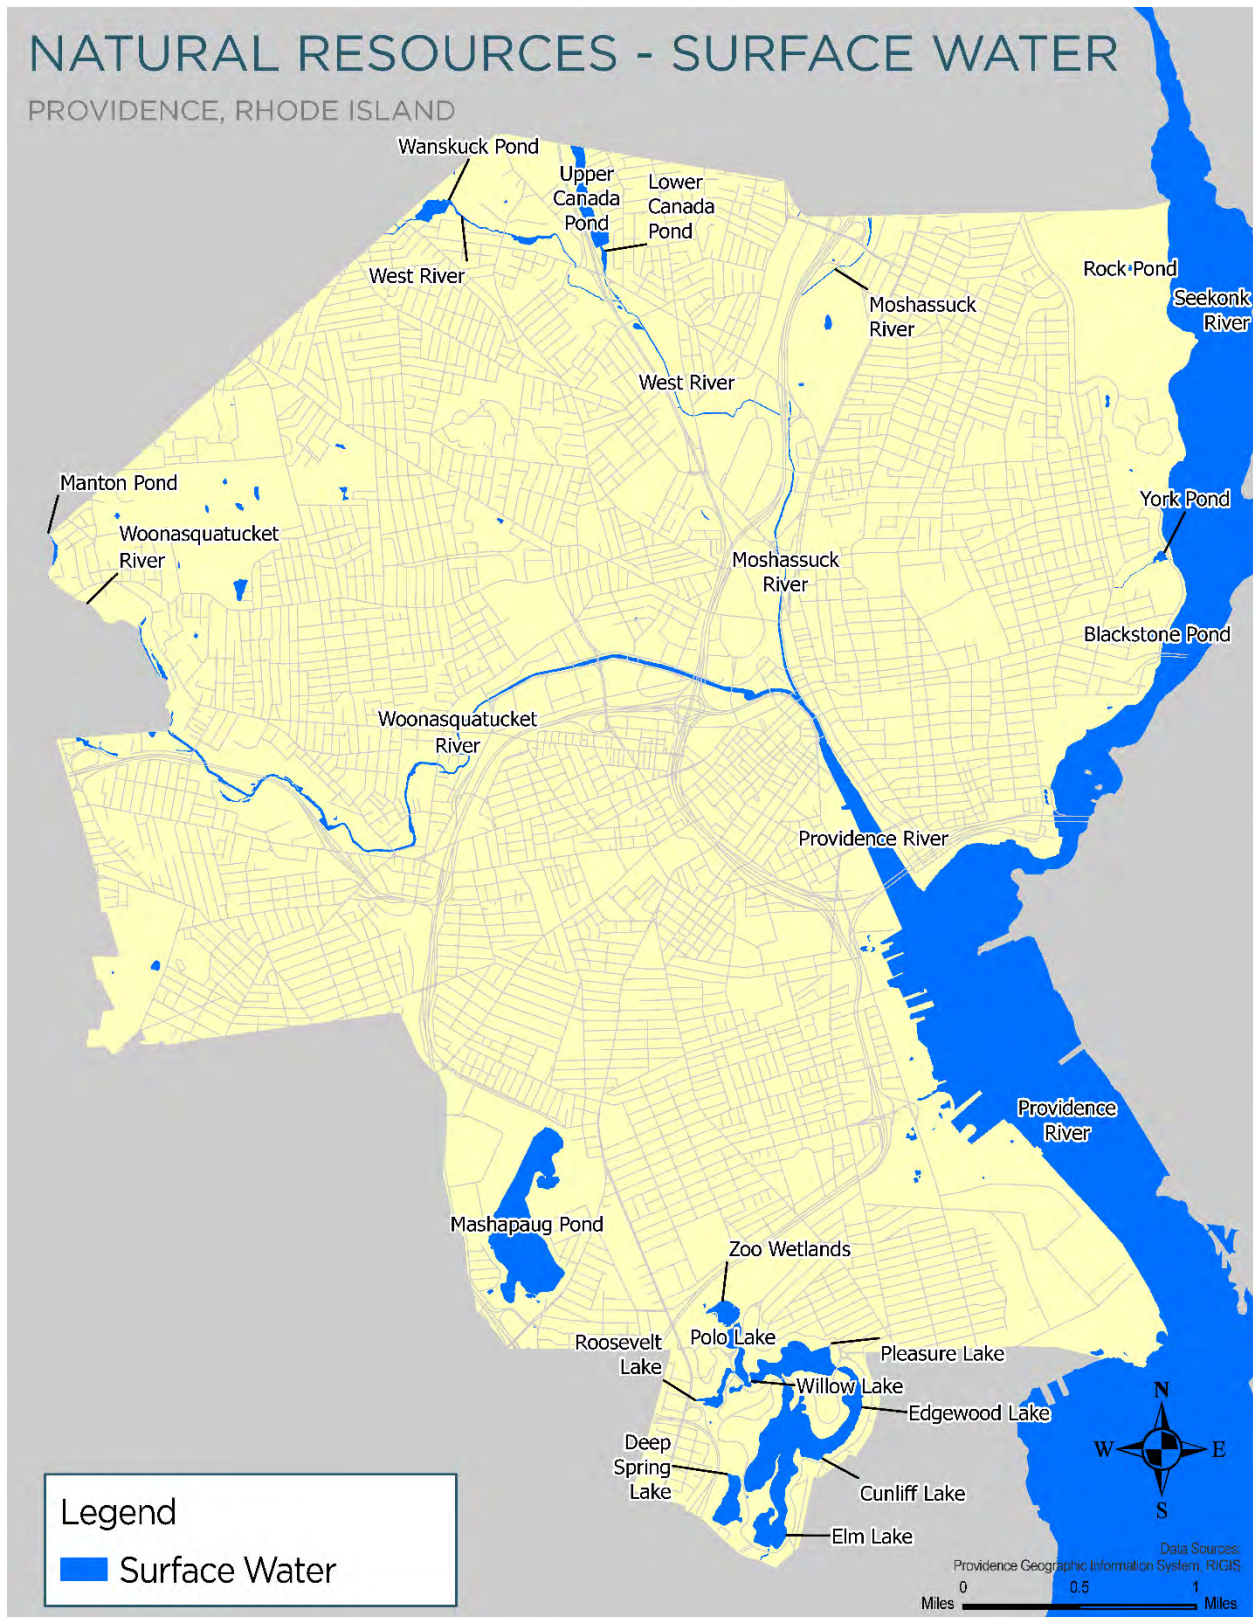 NATURAL RESOURCES - SURFACE WATER
PROVIDENCE, RHODE ISLAND
Wanskuck Pond
Upper
Canada
Pond
Lower
Canada
Pond
West River
Rock Pond
Moshassuck
River
Seekonk
River
West River
Manton Pond
Woonasquatucket
River
York Pond
Moshassuck
River
Blackstone Pond
Woonasquatucket
River
Providence River
Providence
River
Mashapaug Pond
Zoo Wetlands
Polo Lake
Roosevelt
Lake
Pleasure Lake
Willow Lake
Edgewood Lake
Deep
Spring
Lake
Cunliff Lake
Elm Lake
N
W
E
S
Legend
Surface Water
Data Sources:
Providence Geographic Information System, RIGIS
0 0.5 1
Miles Miles